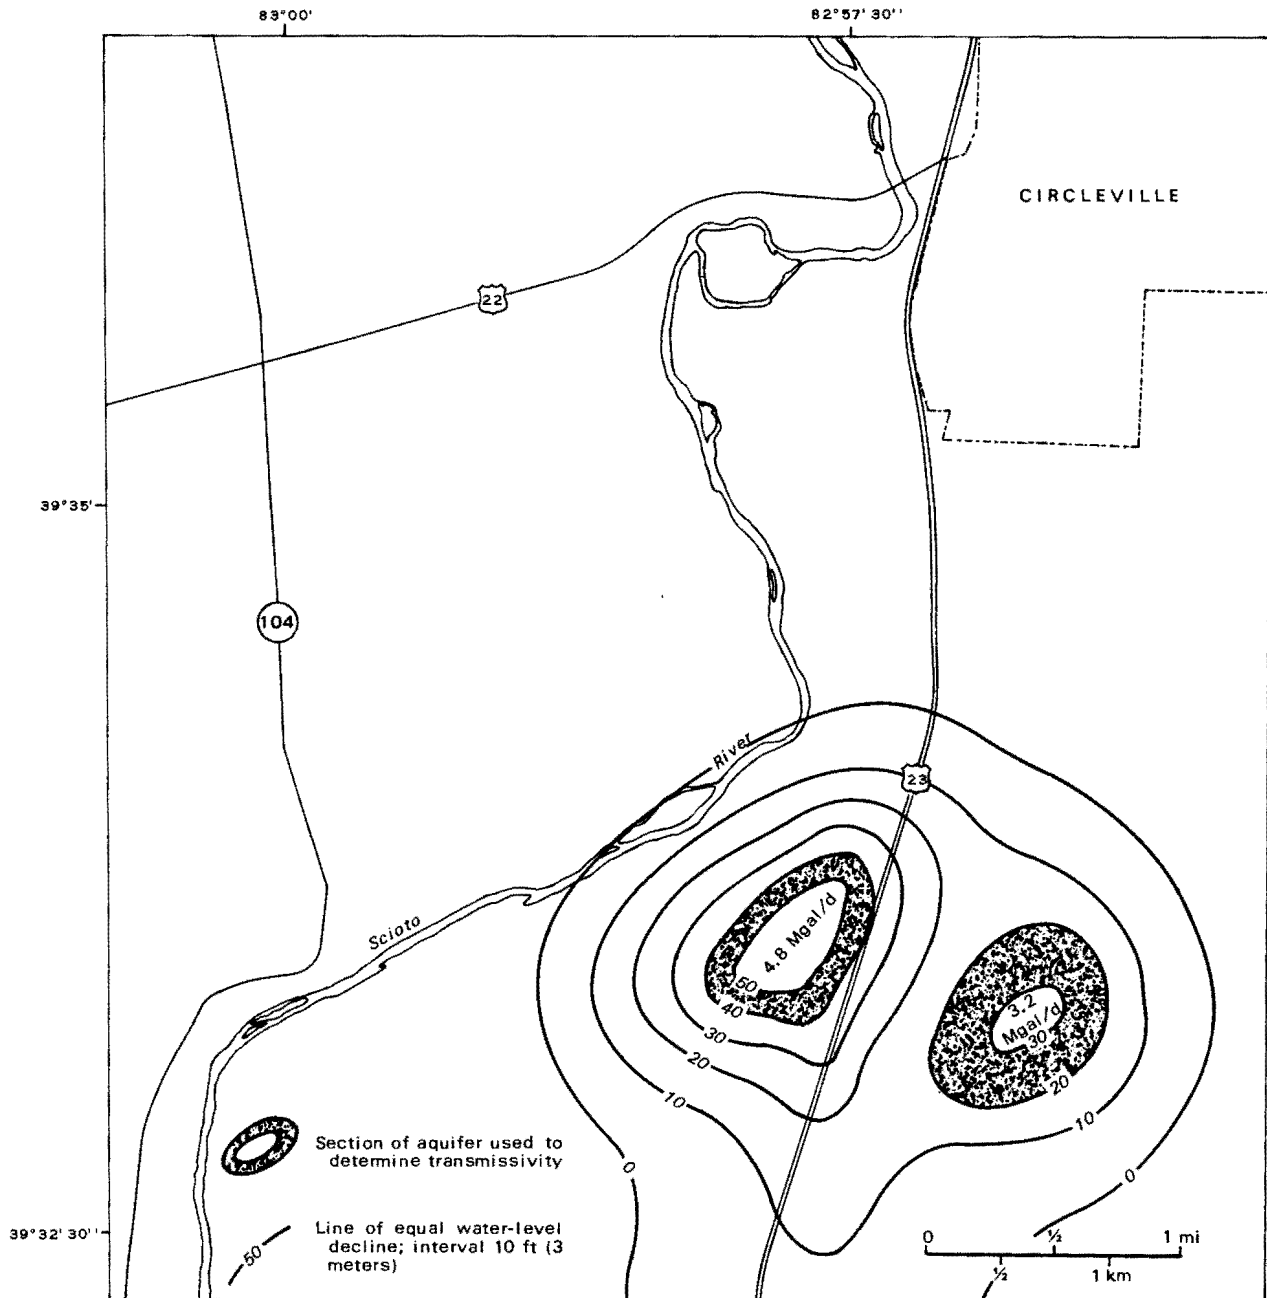 83°00'
82°57'30''
CIRCLEVILLE
22
39°35'
104
River
23
Scioto
4.8 Mgal/d
50
40
30
20
10
0
3.2
Mgal/d
30
20
10
0
Section of aquifer used to
determine transmissivity
39°32'30''
Line of equal water-level
decline; interval 10 ft (3
meters)
50
0 ½ 1 mi
½ 1 km